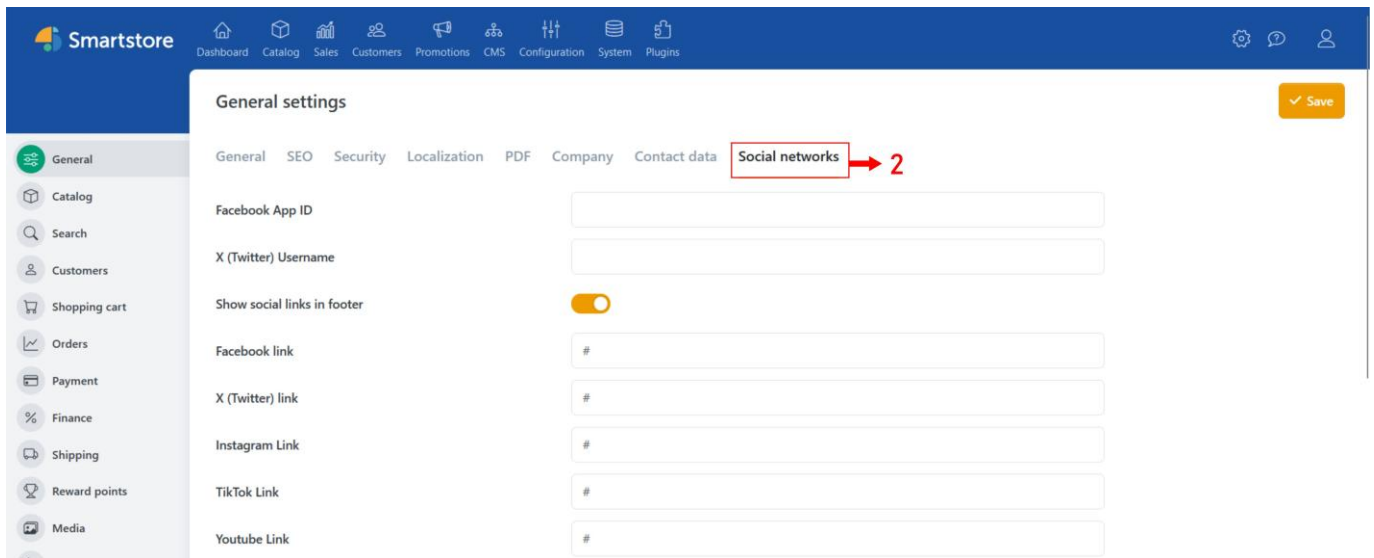 Smartstore
Dashboard Catalog Sales Customers Promotions CMS Configuration System Plugins
General settings
Save
General SEO Security Localization PDF Company Contact data Social networks 2
General
Catalog
Search
Customers
Shopping cart
Orders
Payment
Finance
Shipping
Reward points
Media
Facebook App ID
X (Twitter) Username
Show social links in footer
Facebook link #
X (Twitter) link #
Instagram Link #
TikTok Link #
Youtube Link #